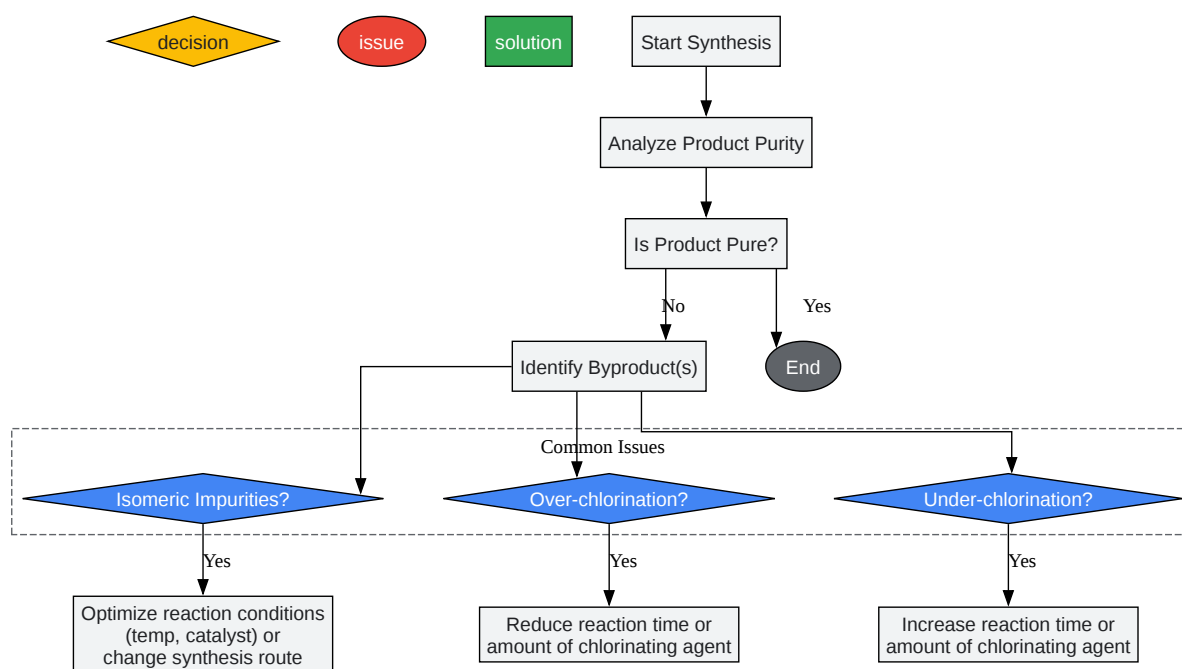 decision
issue
solution
Start Synthesis
Analyze Product Purity
Is Product Pure?
No
Yes
Identify Byproduct(s)
End
Common Issues
Isomeric Impurities?
Over-chlorination?
Under-chlorination?
Yes
Yes
Yes
Optimize reaction conditions
(temp, catalyst) or
change synthesis route
Reduce reaction time or
amount of chlorinating agent
Increase reaction time or
amount of chlorinating agent